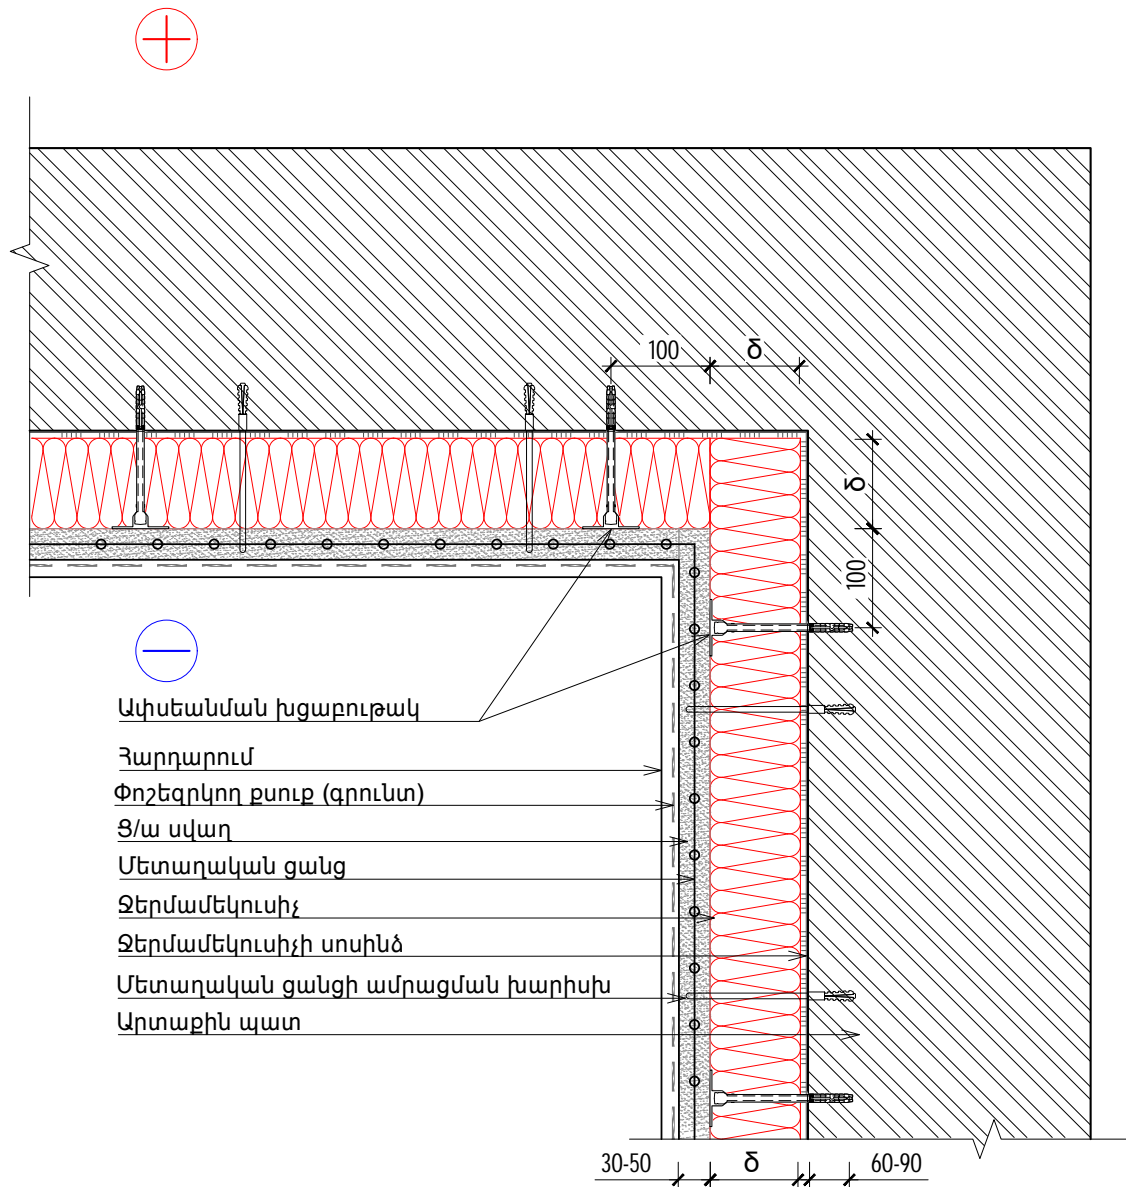 100
δ
δ
100
Ափսեանման խցաբութակ
Հարդարում
Փոշեզրկող քսուք (գրունտ)
Ց/ա սվաղ
Մետաղական ցանց
Ջերմամեկուսիչ
Ջերմամեկուսիչի սոսինձ
Մետաղական ցանցի ամրացման խարիսխ
Արտաքին պատ
30-50
δ
60-90